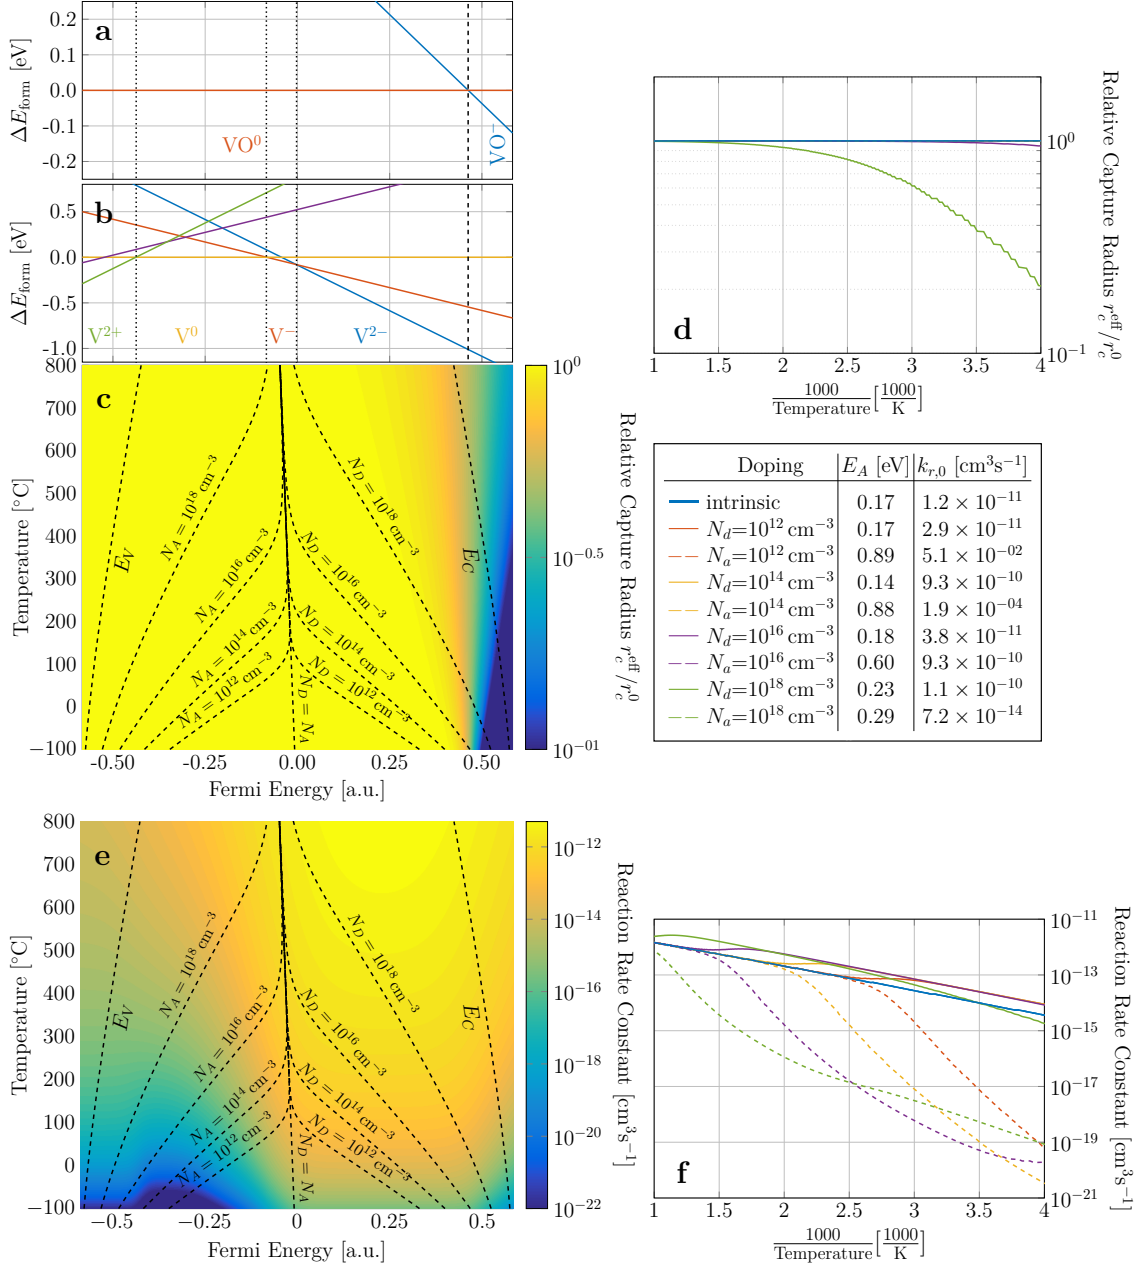 a
0.2
0.1
0.0
-0.1
-0.2
ΔE_form [eV]
VO⁰
VO⁻
b
0.5
0.0
-0.5
-1.0
ΔE_form [eV]
V²⁺
V⁰
V⁻
V²⁻
c
800
700
600
500
400
300
200
100
0
−100
Temperature [°C]
E_V
N_A = 10¹⁸ cm⁻³
N_A = 10¹⁶ cm⁻³
N_A = 10¹⁴ cm⁻³
N_A = 10¹² cm⁻³
N_D = N_A
N_D = 10¹⁸ cm⁻³
N_D = 10¹⁶ cm⁻³
N_D = 10¹⁴ cm⁻³
N_D = 10¹² cm⁻³
E_C
-0.50
-0.25
0.00
0.25
0.50
Fermi Energy [a.u.]
10⁰
10⁻⁰·⁵
10⁻⁰¹
Relative Capture Radius r_c^eff/r_c^0
d
10⁰
10⁻¹
Relative Capture Radius r_c^eff/r_c^0
1
1.5
2
2.5
3
3.5
4
1000/Temperature [1000/K]
Doping E_A [eV] k_r,0 [cm³s⁻¹]
intrinsic 0.17 1.2 × 10⁻¹¹
N_d=10¹² cm⁻³ 0.17 2.9 × 10⁻¹¹
N_a=10¹² cm⁻³ 0.89 5.1 × 10⁻⁰²
N_d=10¹⁴ cm⁻³ 0.14 9.3 × 10⁻¹⁰
N_a=10¹⁴ cm⁻³ 0.88 1.9 × 10⁻⁰⁴
N_d=10¹⁶ cm⁻³ 0.18 3.8 × 10⁻¹¹
N_a=10¹⁶ cm⁻³ 0.60 9.3 × 10⁻¹⁰
N_d=10¹⁸ cm⁻³ 0.23 1.1 × 10⁻¹⁰
N_a=10¹⁸ cm⁻³ 0.29 7.2 × 10⁻¹⁴
e
800
700
600
500
400
300
200
100
0
−100
Temperature [°C]
E_V
N_A = 10¹⁸ cm⁻³
N_A = 10¹⁶ cm⁻³
N_A = 10¹⁴ cm⁻³
N_A = 10¹² cm⁻³
N_D = N_A
N_D = 10¹⁸ cm⁻³
N_D = 10¹⁶ cm⁻³
N_D = 10¹⁴ cm⁻³
N_D = 10¹² cm⁻³
E_C
-0.5
-0.25
0
0.25
0.5
Fermi Energy [a.u.]
10⁻¹²
10⁻¹⁴
10⁻¹⁶
10⁻¹⁸
10⁻²⁰
10⁻²²
Reaction Rate Constant [cm³s⁻¹]
f
10⁻¹¹
10⁻¹³
10⁻¹⁵
10⁻¹⁷
10⁻¹⁹
10⁻²¹
Reaction Rate Constant [cm³s⁻¹]
1
1.5
2
2.5
3
3.5
4
1000/Temperature [1000/K]